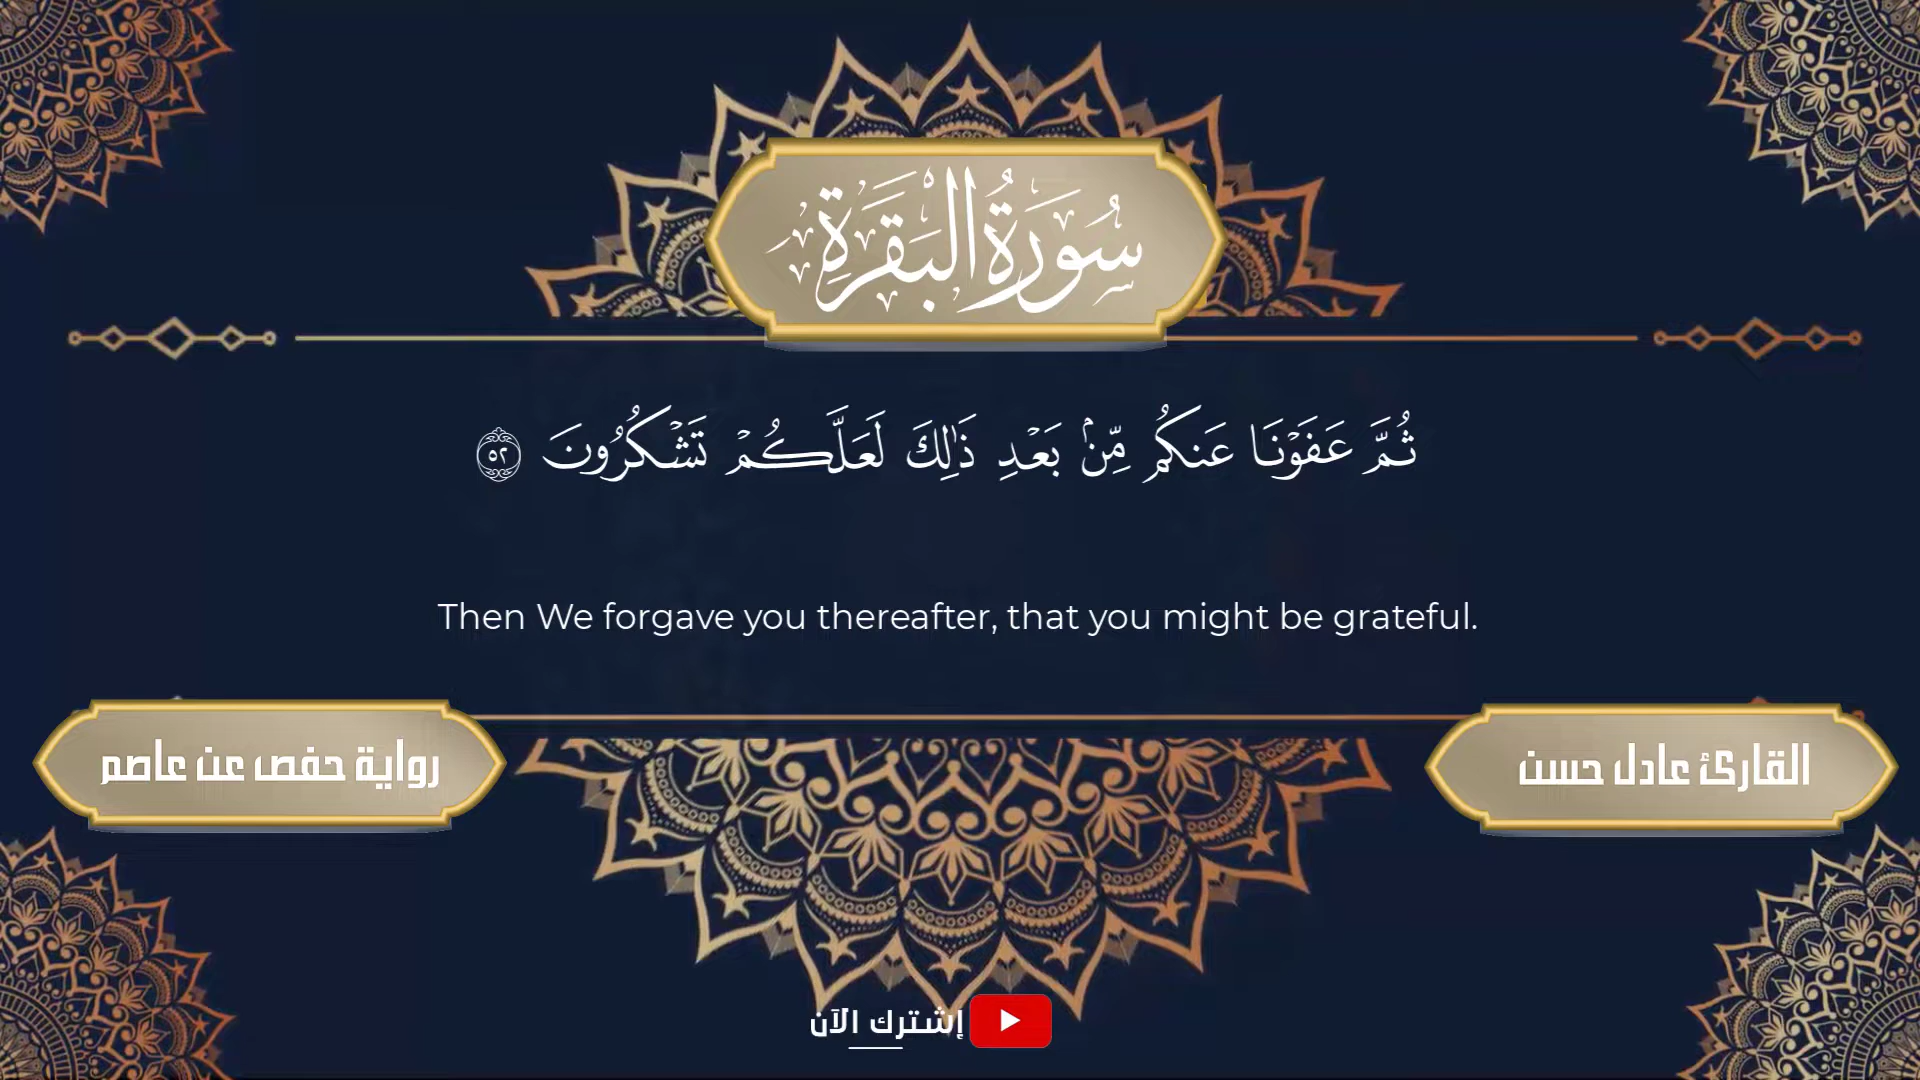 سُورَةُ البَقَرَةِ
ثُمَّ عَفَوْنَا عَنكُم مِّنۢ بَعْدِ ذَٰلِكَ لَعَلَّكُمْ تَشْكُرُونَ ٥٢
Then We forgave you thereafter, that you might be grateful.
القارئ عادل حسن
رواية حفص عن عاصم
إشترك الآن